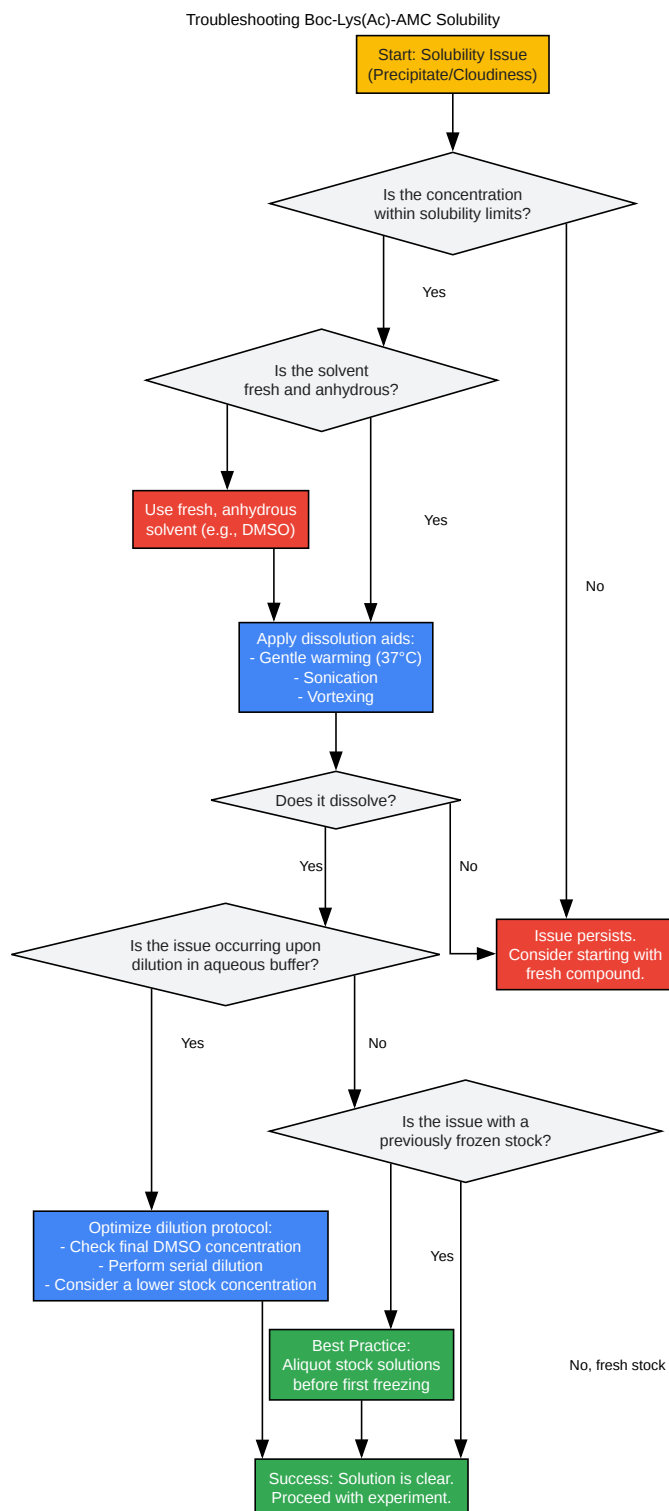 Troubleshooting Boc-Lys(Ac)-AMC Solubility
Start: Solubility Issue
(Precipitate/Cloudiness)
Is the concentration
within solubility limits?
Yes
Is the solvent
fresh and anhydrous?
Use fresh, anhydrous
solvent (e.g., DMSO)
Yes
No
Apply dissolution aids:
- Gentle warming (37°C)
- Sonication
- Vortexing
Does it dissolve?
Yes
No
Issue persists.
Consider starting with
fresh compound.
Is the issue occurring upon
dilution in aqueous buffer?
Yes
No
Is the issue with a
previously frozen stock?
Optimize dilution protocol:
- Check final DMSO concentration
- Perform serial dilution
- Consider a lower stock concentration
Yes
Best Practice:
Aliquot stock solutions
before first freezing
No, fresh stock
Success: Solution is clear.
Proceed with experiment.